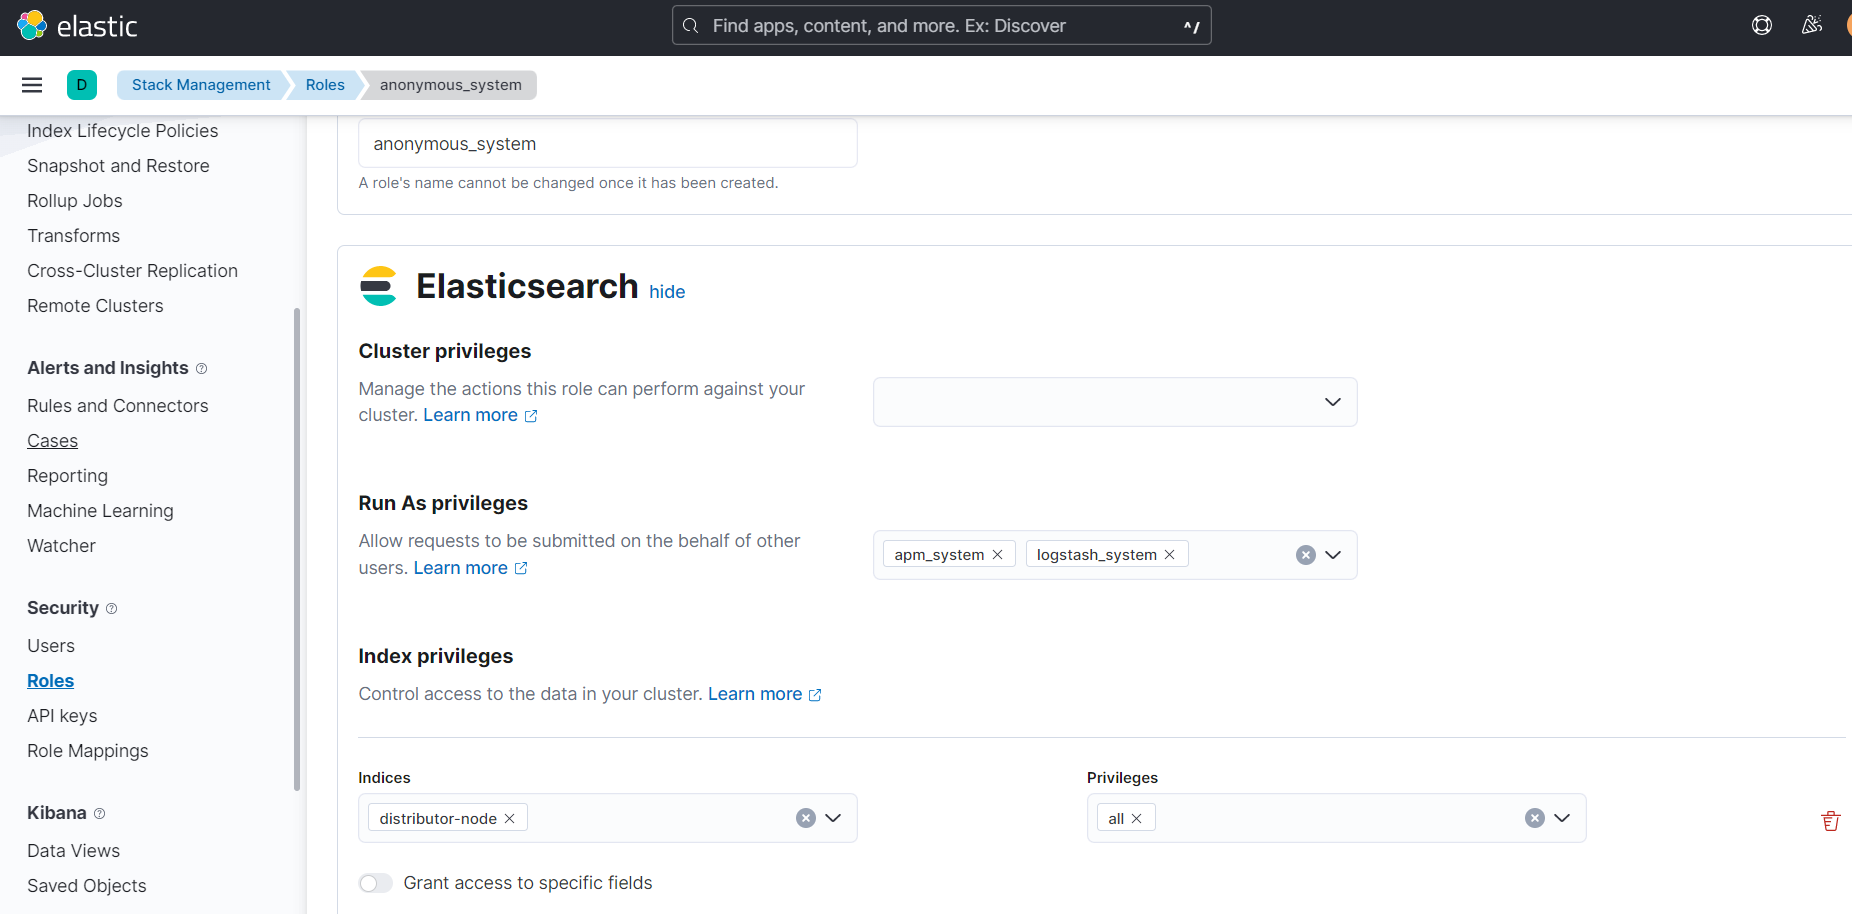 elastic
Find apps, content, and more. Ex: Discover
^/
D
Stack Management
Roles
anonymous_system
Index Lifecycle Policies
Snapshot and Restore
Rollup Jobs
Transforms
Cross-Cluster Replication
Remote Clusters
Alerts and Insights
Rules and Connectors
Cases
Reporting
Machine Learning
Watcher
Security
Users
Roles
API keys
Role Mappings
Kibana
Data Views
Saved Objects
anonymous_system
A role's name cannot be changed once it has been created.
Elasticsearch hide
Cluster privileges
Manage the actions this role can perform against your
cluster. Learn more
Run As privileges
Allow requests to be submitted on the behalf of other
users. Learn more
apm_system
logstash_system
Index privileges
Control access to the data in your cluster. Learn more
Indices
distributor-node
Privileges
all
Grant access to specific fields